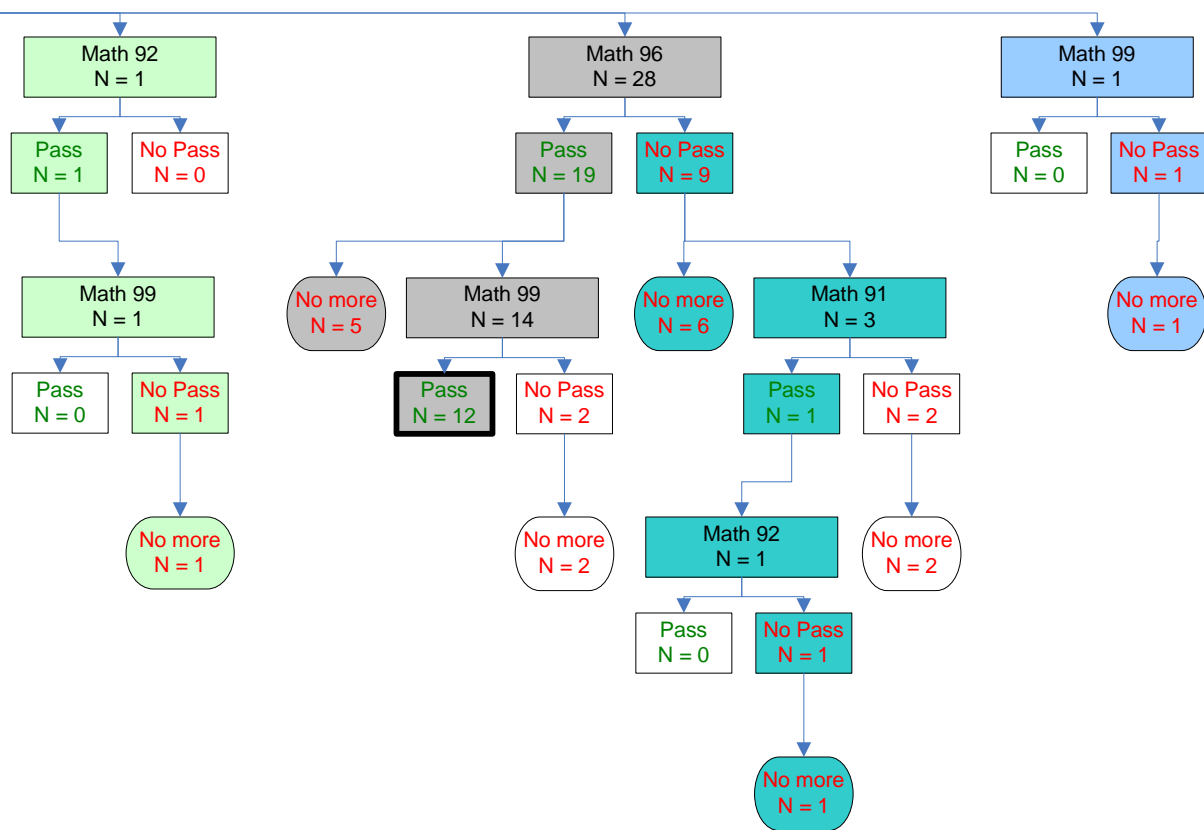 Math 92
N = 1
Math 96
N = 28
Math 99
N = 1
Pass
N = 1
No Pass
N = 0
Pass
N = 19
No Pass
N = 9
Pass
N = 0
No Pass
N = 1
Math 99
N = 1
No more
N = 5
Math 99
N = 14
No more
N = 6
Math 91
N = 3
No more
N = 1
Pass
N = 0
No Pass
N = 1
Pass
N = 12
No Pass
N = 2
Pass
N = 1
No Pass
N = 2
No more
N = 1
No more
N = 2
Math 92
N = 1
No more
N = 2
Pass
N = 0
No Pass
N = 1
No more
N = 1